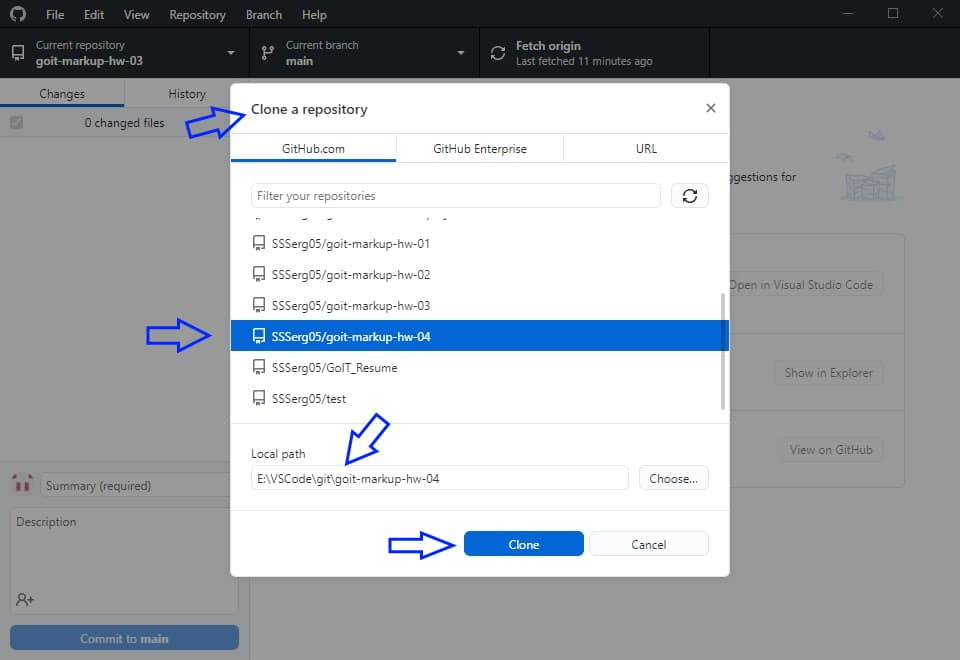 File Edit View Repository Branch Help
Current repository
goit-markup-hw-03
Current branch
main
Fetch origin
Last fetched 11 minutes ago
Changes
History
0 changed files
Clone a repository
GitHub.com
GitHub Enterprise
URL
Filter your repositories
SSSerg05/goit-markup-hw-01
SSSerg05/goit-markup-hw-02
SSSerg05/goit-markup-hw-03
SSSerg05/goit-markup-hw-04
SSSerg05/GoIT_Resume
SSSerg05/test
Local path
E:\VSCode\git\goit-markup-hw-04
Choose...
Clone
Cancel
ggestions for
Open in Visual Studio Code
Show in Explorer
View on GitHub
Summary (required)
Description
Commit to main